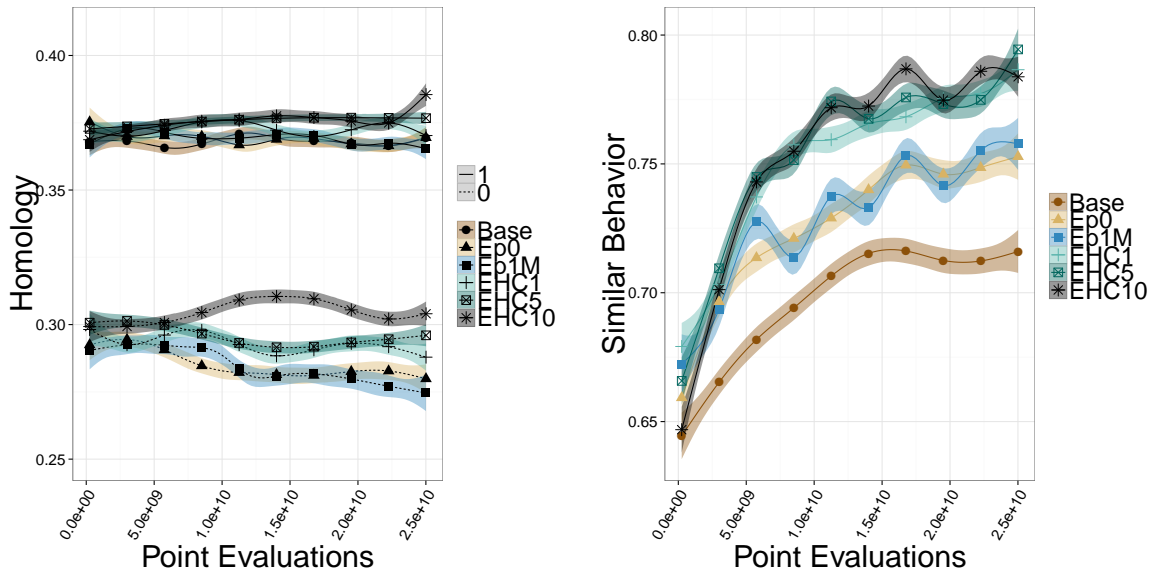 Homology
0.40
0.35
0.30
0.25
0.0e+00
5.0e+09
1.0e+10
1.5e+10
2.0e+10
2.5e+10
Point Evaluations
1
0
Base
Ep0
Ep1M
EHC1
EHC5
EHC10
Similar Behavior
0.80
0.75
0.70
0.65
0.0e+00
5.0e+09
1.0e+10
1.5e+10
2.0e+10
2.5e+10
Point Evaluations
Base
Ep0
Ep1M
EHC1
EHC5
EHC10